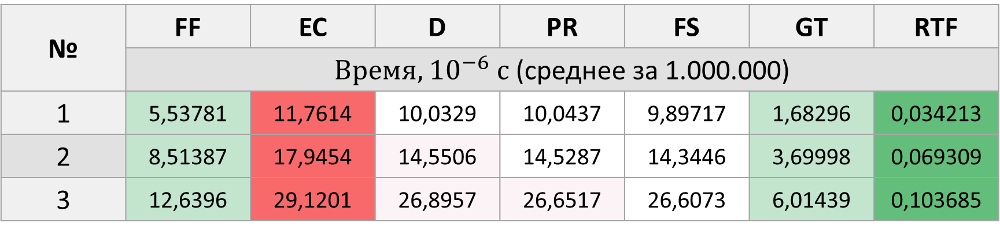 № FF EC D PR FS GT RTF
Время, 10⁻⁶ с (среднее за 1.000.000)
1 5,53781 11,7614 10,0329 10,0437 9,89717 1,68296 0,034213
2 8,51387 17,9454 14,5506 14,5287 14,3446 3,69998 0,069309
3 12,6396 29,1201 26,8957 26,6517 26,6073 6,01439 0,103685